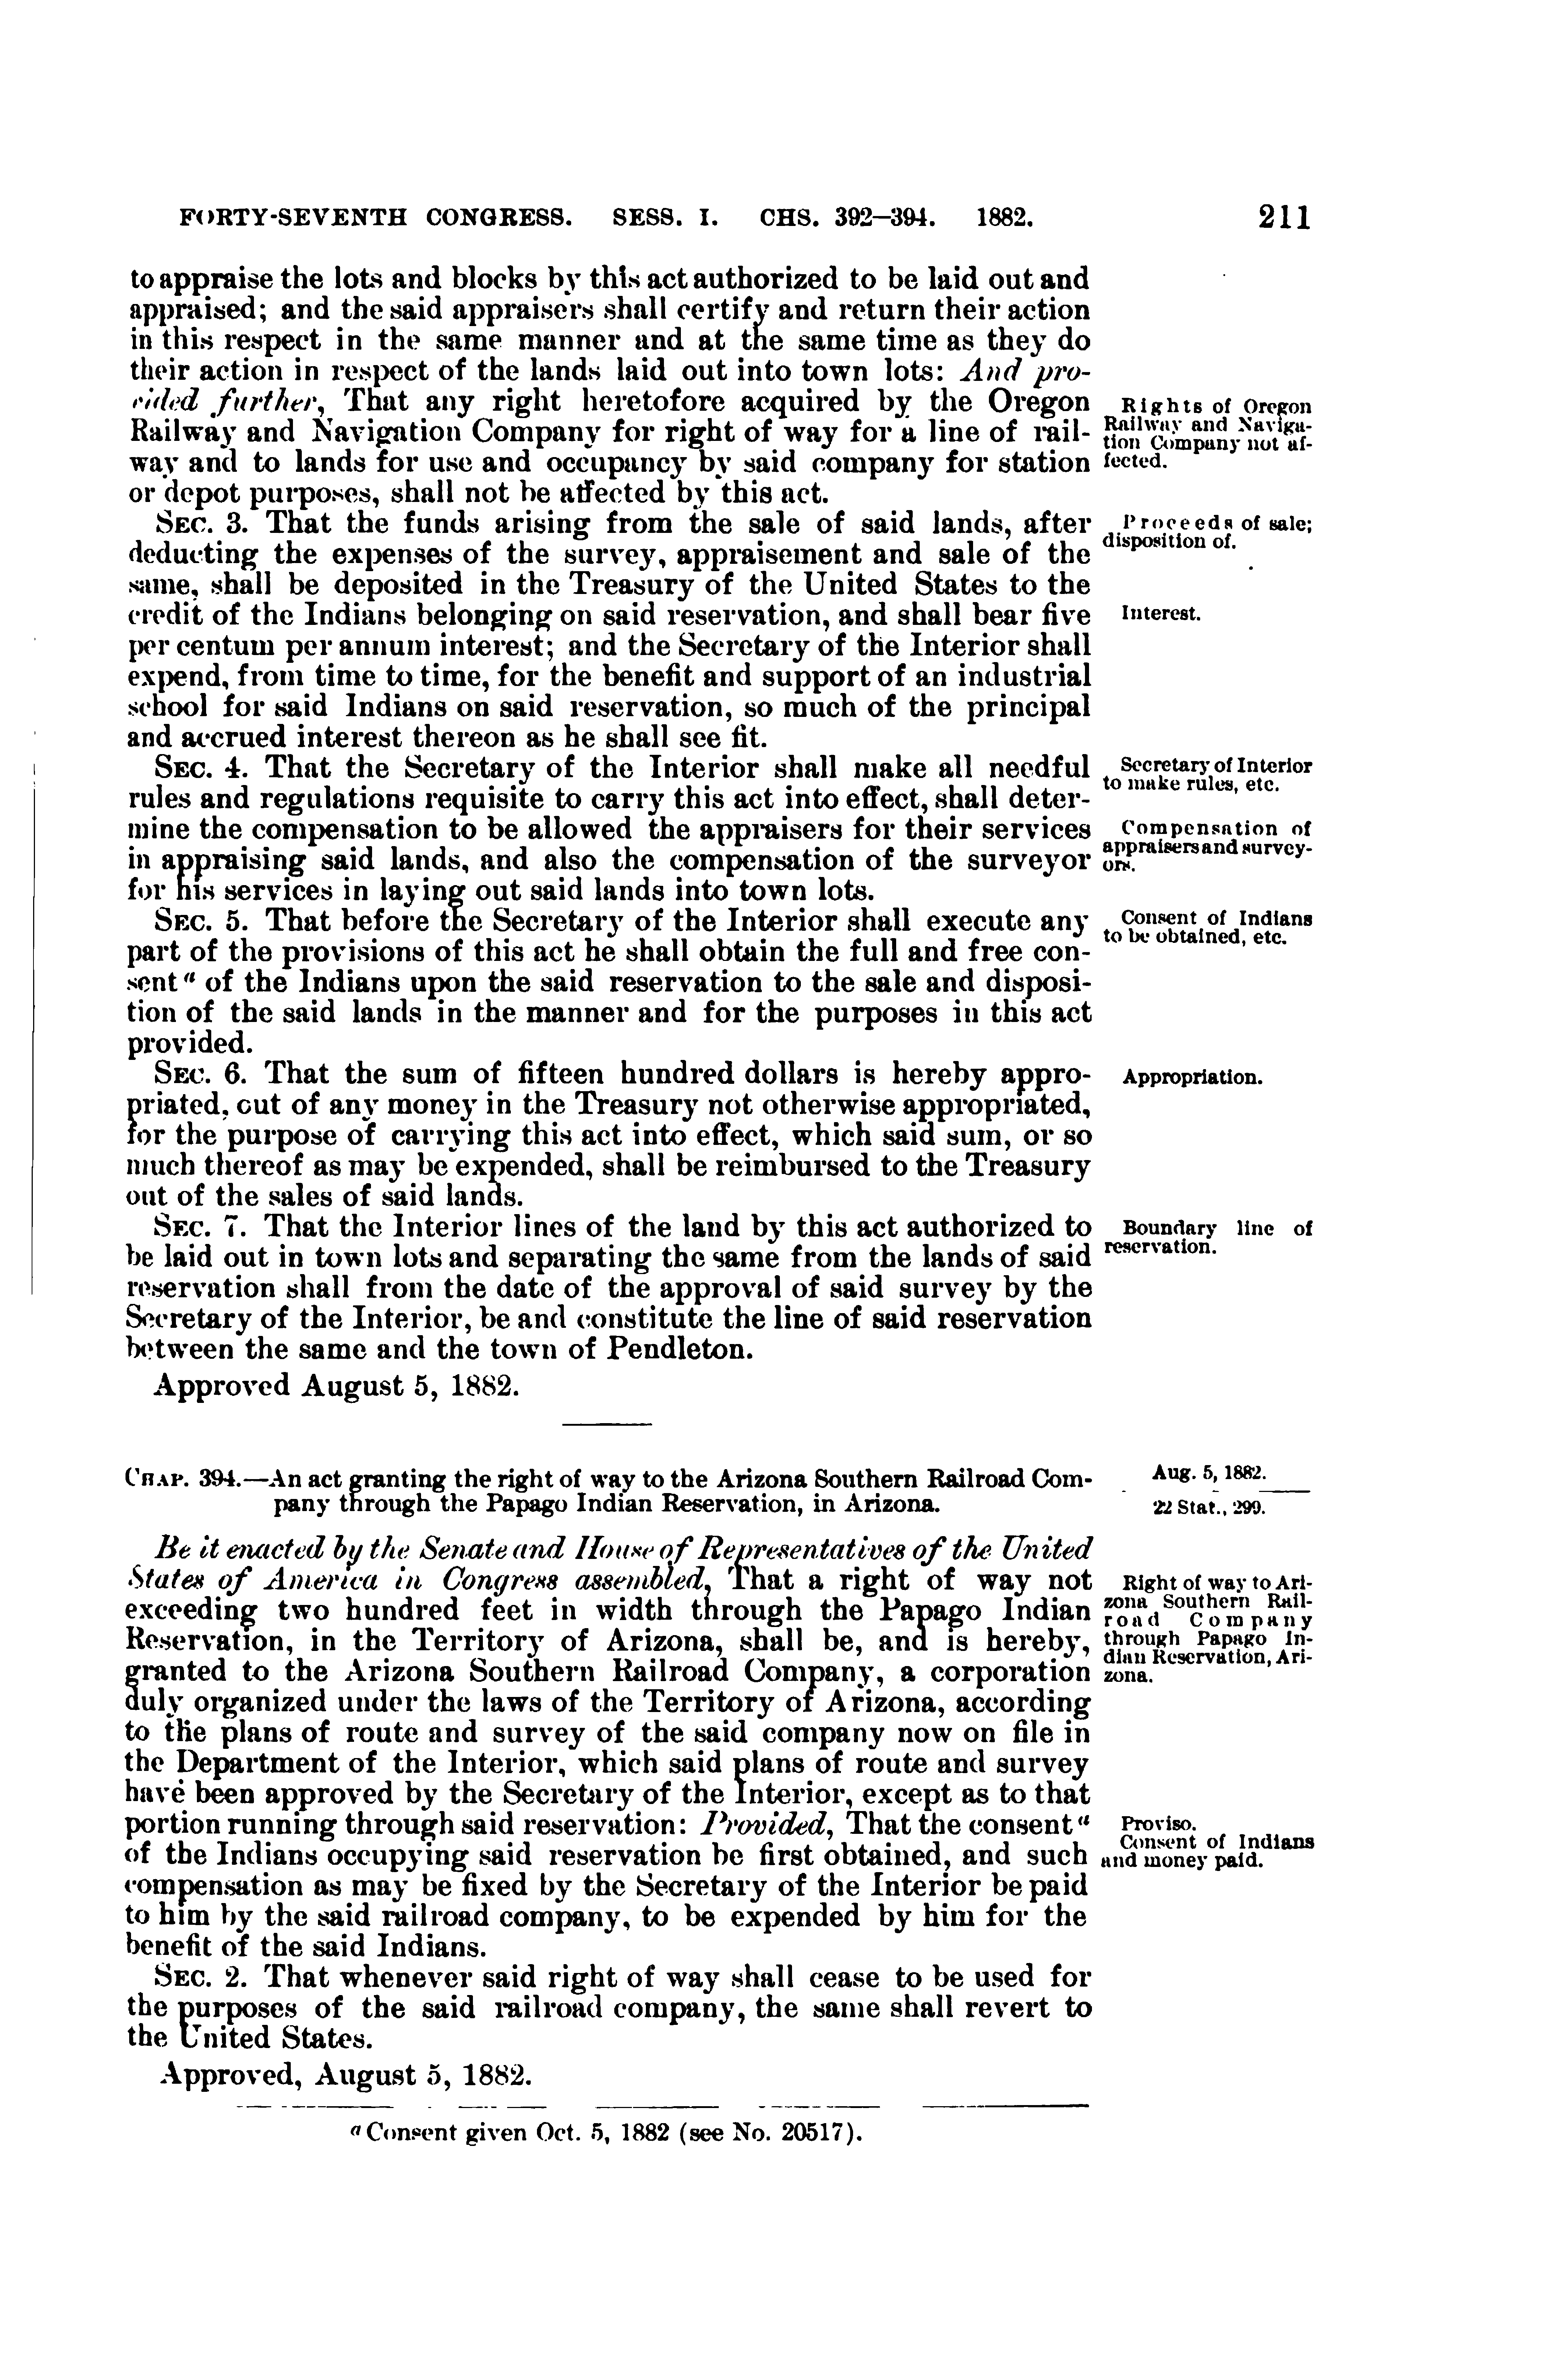 FORTY-SEVENTH CONGRESS. SESS. I. CHS. 392–394. 1882. 211
to appraise the lots and blocks by this act authorized to be laid out and
appraised; and the said appraisers shall certify and return their action
in this respect in the same manner and at the same time as they do
their action in respect of the lands laid out into town lots: And pro-
vided further, That any right heretofore acquired by the Oregon
Railway and Navigation Company for right of way for a line of rail-
way and to lands for use and occupancy by said company for station
or depot purposes, shall not be affected by this act.
Rights of Oregon
Railway and Naviga-
tion Company not af-
fected.
SEC. 3. That the funds arising from the sale of said lands, after
deducting the expenses of the survey, appraisement and sale of the
same, shall be deposited in the Treasury of the United States to the
credit of the Indians belonging on said reservation, and shall bear five
per centum per annum interest; and the Secretary of the Interior shall
expend, from time to time, for the benefit and support of an industrial
school for said Indians on said reservation, so much of the principal
and accrued interest thereon as he shall see fit.
Proceeds of sale;
disposition of.
Interest.
SEC. 4. That the Secretary of the Interior shall make all needful
rules and regulations requisite to carry this act into effect, shall deter-
mine the compensation to be allowed the appraisers for their services
in appraising said lands, and also the compensation of the surveyor
for his services in laying out said lands into town lots.
Secretary of Interior
to make rules, etc.
Compensation of
appraisers and survey-
ors.
SEC. 5. That before the Secretary of the Interior shall execute any
part of the provisions of this act he shall obtain the full and free con-
sent a of the Indians upon the said reservation to the sale and disposi-
tion of the said lands in the manner and for the purposes in this act
provided.
Consent of Indians
to be obtained, etc.
SEC. 6. That the sum of fifteen hundred dollars is hereby appro-
priated, out of any money in the Treasury not otherwise appropriated,
for the purpose of carrying this act into effect, which said sum, or so
much thereof as may be expended, shall be reimbursed to the Treasury
out of the sales of said lands.
Appropriation.
SEC. 7. That the Interior lines of the land by this act authorized to
be laid out in town lots and separating the same from the lands of said
reservation shall from the date of the approval of said survey by the
Secretary of the Interior, be and constitute the line of said reservation
between the same and the town of Pendleton.
Boundary line of
reservation.
Approved August 5, 1882.
CHAP. 394.—An act granting the right of way to the Arizona Southern Railroad Com-
pany through the Papago Indian Reservation, in Arizona.
Aug. 5, 1882.
22 Stat., 299.
Be it enacted by the Senate and House of Representatives of the United
States of America in Congress assembled, That a right of way not
exceeding two hundred feet in width through the Papago Indian
Reservation, in the Territory of Arizona, shall be, and is hereby,
granted to the Arizona Southern Railroad Company, a corporation
duly organized under the laws of the Territory of Arizona, according
to the plans of route and survey of the said company now on file in
the Department of the Interior, which said plans of route and survey
have been approved by the Secretary of the Interior, except as to that
portion running through said reservation: Provided, That the consent a
of the Indians occupying said reservation be first obtained, and such
compensation as may be fixed by the Secretary of the Interior be paid
to him by the said railroad company, to be expended by him for the
benefit of the said Indians.
Right of way to Ari-
zona Southern Rail-
road Company
through Papago In-
dian Reservation, Ari-
zona.
Proviso.
Consent of Indians
and money paid.
SEC. 2. That whenever said right of way shall cease to be used for
the purposes of the said railroad company, the same shall revert to
the United States.
Approved, August 5, 1882.
a Consent given Oct. 5, 1882 (see No. 20517).